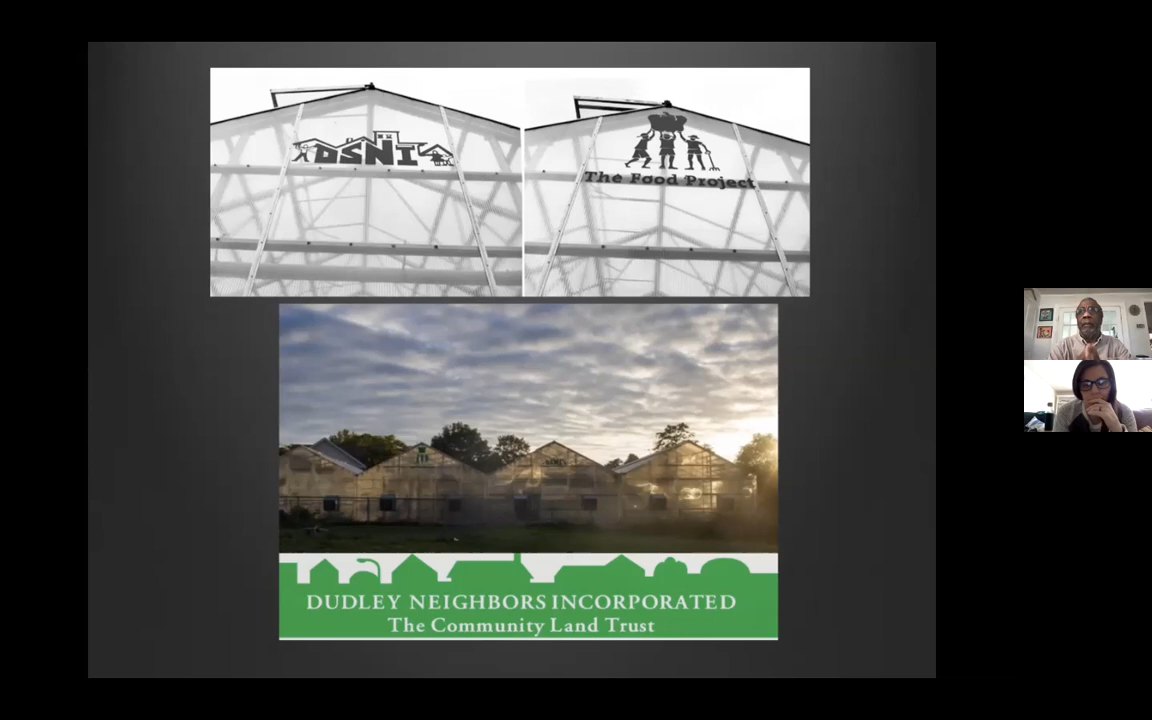 DSNI
The Food Project
DUDLEY NEIGHBORS INCORPORATED
The Community Land Trust